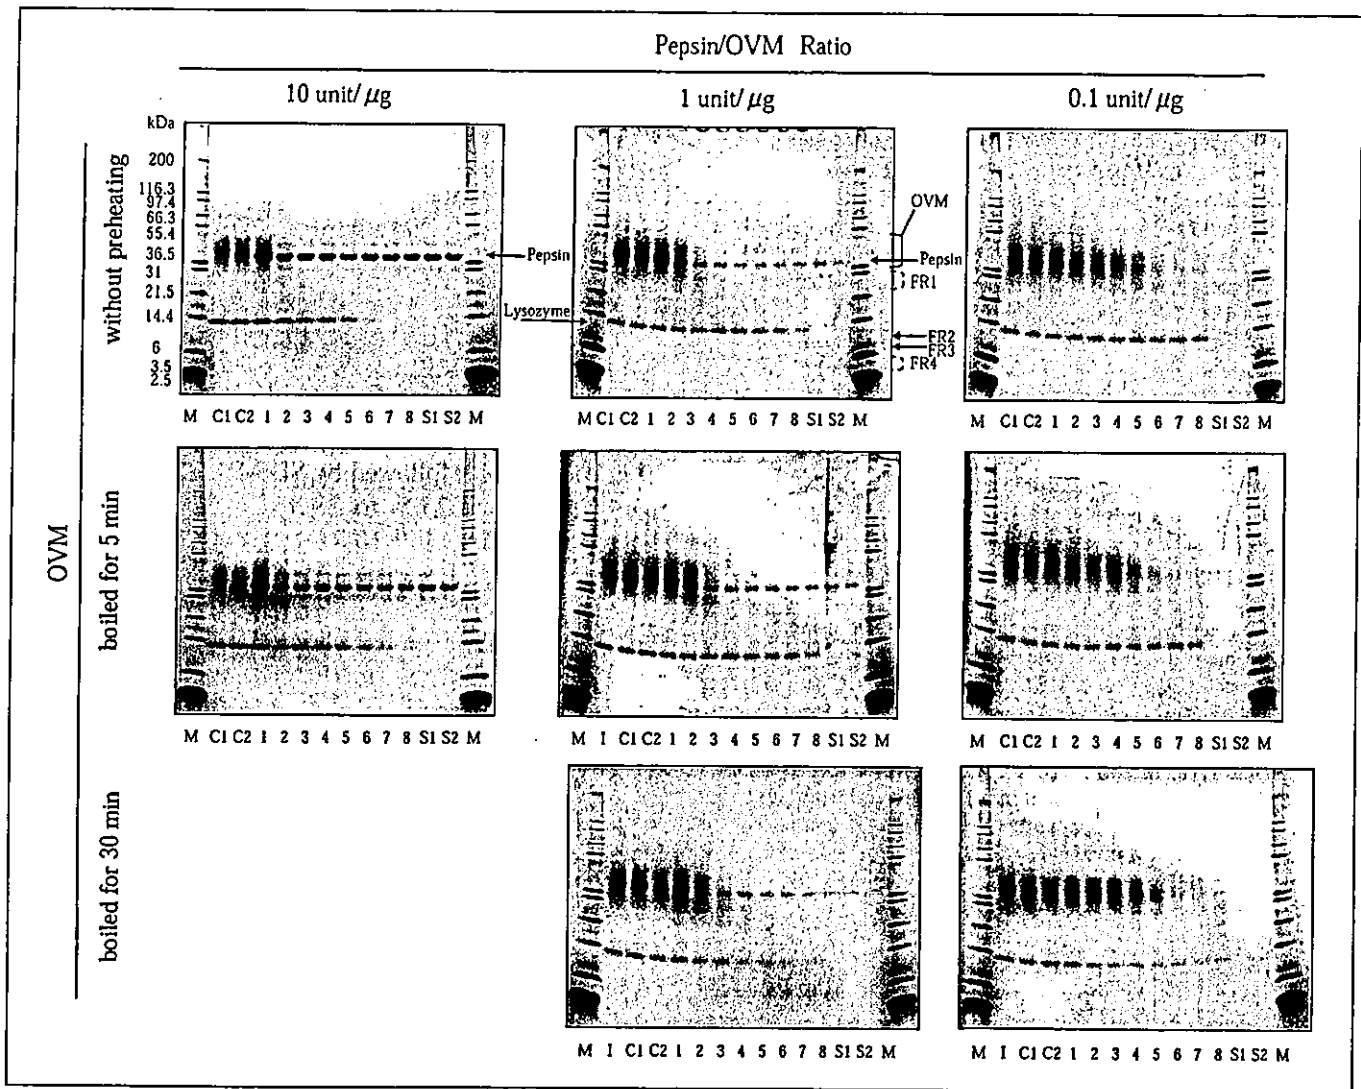 Pepsin/OVM Ratio
10 unit/ μg
1 unit/ μg
0.1 unit/ μg
OVM
without preheating
kDa
200
116.3
97.4
66.3
55.4
36.5
31
21.5
14.4
6
3.5
2.5
Pepsin
Lysozyme
OVM
Pepsin
FR1
FR2
FR3
FR4
M C1 C2 1 2 3 4 5 6 7 8 S1 S2 M
M C1 C2 1 2 3 4 5 6 7 8 S1 S2 M
M C1 C2 1 2 3 4 5 6 7 8 S1 S2 M
boiled for 5 min
M C1 C2 1 2 3 4 5 6 7 8 S1 S2 M
M I C1 C2 1 2 3 4 5 6 7 8 S1 S2 M
M C1 C2 1 2 3 4 5 6 7 8 S1 S2 M
boiled for 30 min
M I C1 C2 1 2 3 4 5 6 7 8 S1 S2 M
M I C1 C2 1 2 3 4 5 6 7 8 S1 S2 M